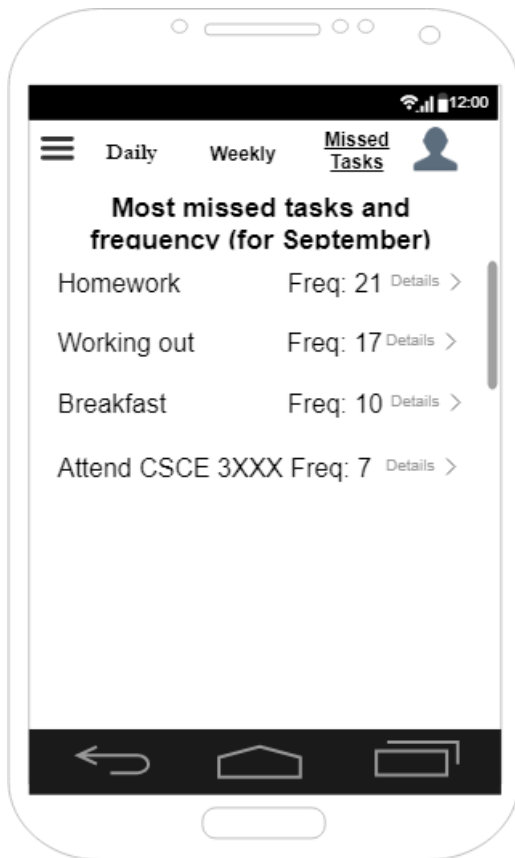 12:00
Daily Weekly Missed
Tasks
Most missed tasks and
frequency (for September)
Homework Freq: 21 Details >
Working out Freq: 17 Details >
Breakfast Freq: 10 Details >
Attend CSCE 3XXX Freq: 7 Details >